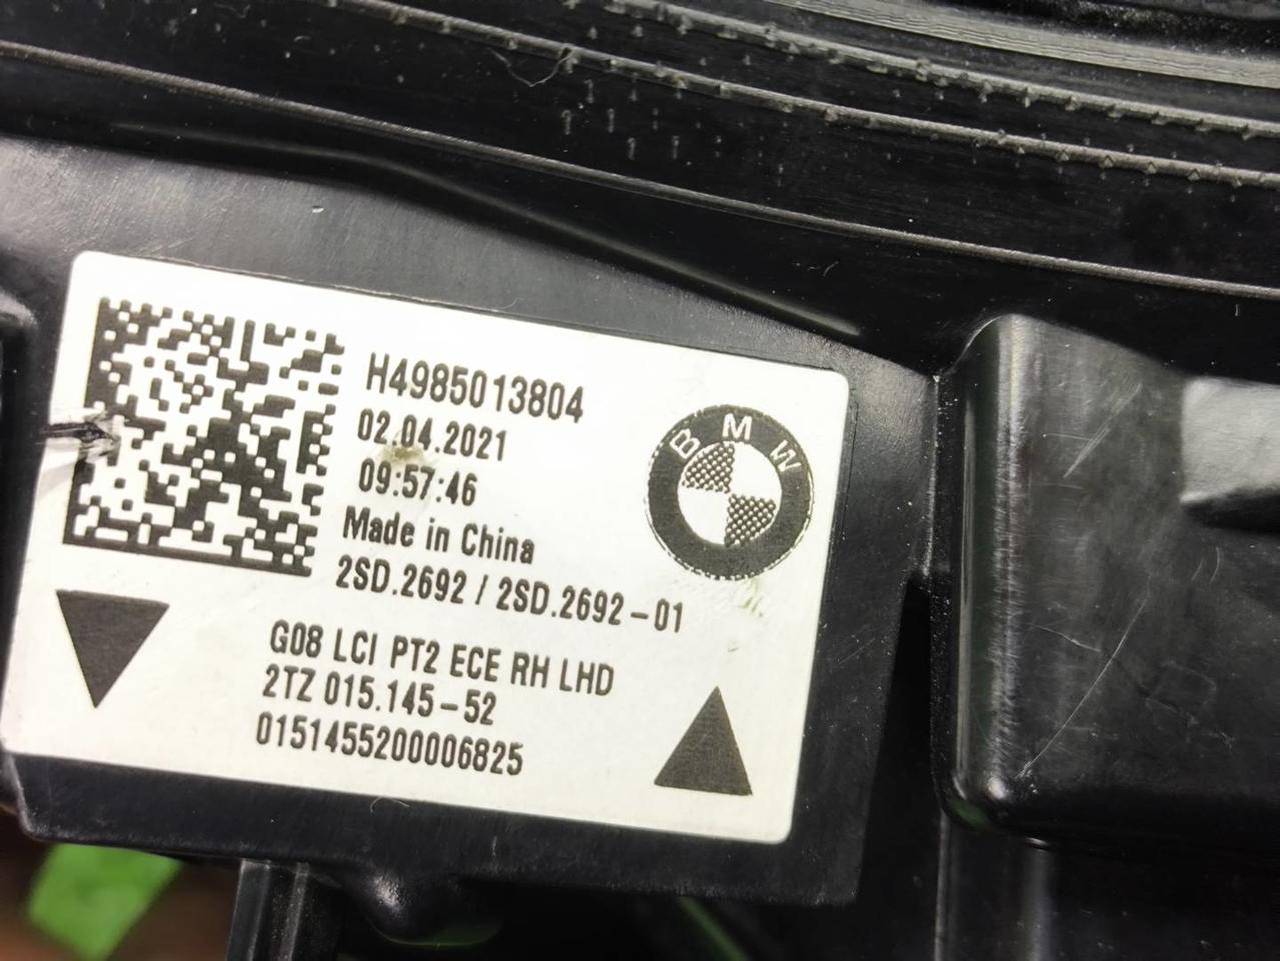 H4985013804
02.04.2021
09:57:46
Made in China
2SD.2692 / 2SD.2692-01
BMW
G08 LCI PT2 ECE RH LHD
2TZ 015.145-52
0151455200006825